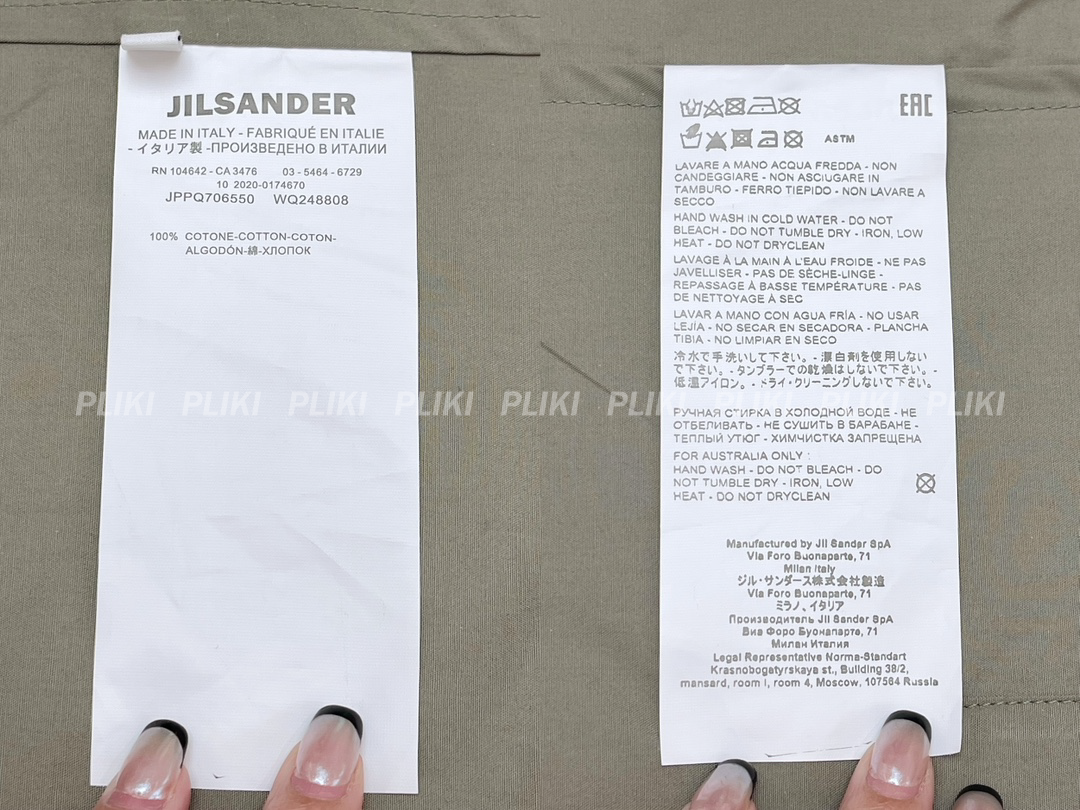 JILSANDER
MADE IN ITALY - FABRIQUÉ EN ITALIE
- イタリア製 -ПРОИЗВЕДЕНО В ИТАЛИИ
RN 104642 - CA 3476 03 - 5464 - 6729
10 2020-0174670
JPPQ706550 WQ248808
100% COTONE-COTTON-COTON-
ALGODÓN-綿-ХЛОПОК
EAC
ASTM
LAVARE A MANO ACQUA FREDDA - NON
CANDEGGIARE - NON ASCIUGARE IN
TAMBURO - FERRO TIEPIDO - NON LAVARE A
SECCO
HAND WASH IN COLD WATER - DO NOT
BLEACH - DO NOT TUMBLE DRY - IRON, LOW
HEAT - DO NOT DRYCLEAN
LAVAGE À LA MAIN À L'EAU FROIDE - NE PAS
JAVELLISER - PAS DE SÈCHE-LINGE -
REPASSAGE À BASSE TEMPÉRATURE - PAS
DE NETTOYAGE À SEC
LAVAR A MANO CON AGUA FRÍA - NO USAR
LEJÍA - NO SECAR EN SECADORA - PLANCHA
TIBIA - NO LIMPIAR EN SECO
冷水で手洗いして下さい。- 漂白剤を使用しない
で下さい。- タンブラーでの乾燥はしないで下さい。-
低温アイロン。- ドライ・クリーニングしないで下さい。
PLIKI PLIKI PLIKI PLIKI PLIKI PLIKI PLIKI PLIKI PLIKI
РУЧНАЯ СТИРКА В ХОЛОДНОЙ ВОДЕ - НЕ
ОТБЕЛИВАТЬ - НЕ СУШИТЬ В БАРАБАНЕ -
ТЕПЛЫЙ УТЮГ - ХИМЧИСТКА ЗАПРЕЩЕНА
FOR AUSTRALIA ONLY :
HAND WASH - DO NOT BLEACH - DO
NOT TUMBLE DRY - IRON, LOW
HEAT - DO NOT DRYCLEAN
Manufactured by Jil Sander SpA
Via Foro Buonaparte, 71
Milan Italy
ジル・サンダース株式会社製造
Via Foro Buonaparte, 71
ミラノ、イタリア
Производитель Jil Sander SpA
Виа Форо Буонапарте, 71
Милан Италия
Legal Representative Norma-Standart
Krasnobogatyrskaya st., Building 38/2,
mansard, room I, room 4, Moscow, 107564 Russia